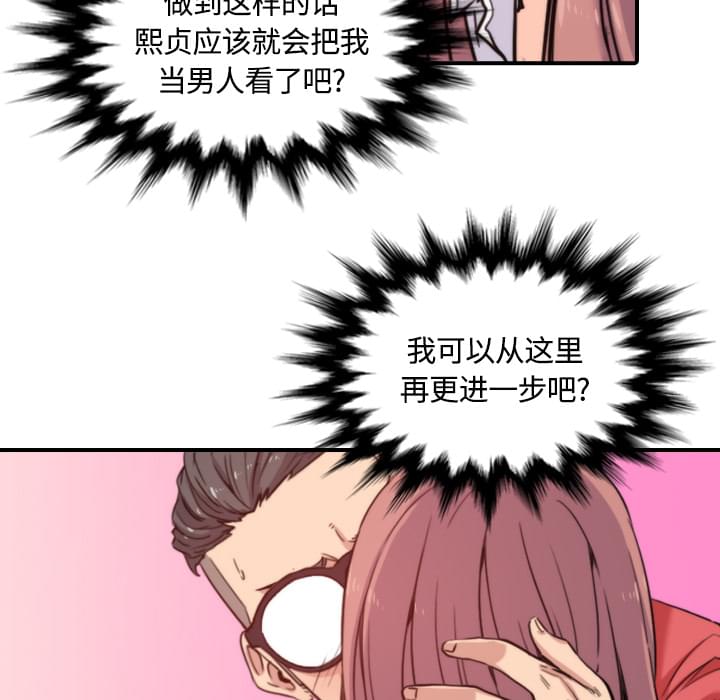 做到这样的话
熙贞应该就会把我
当男人看了吧?
我可以从这里
再更进一步吧?